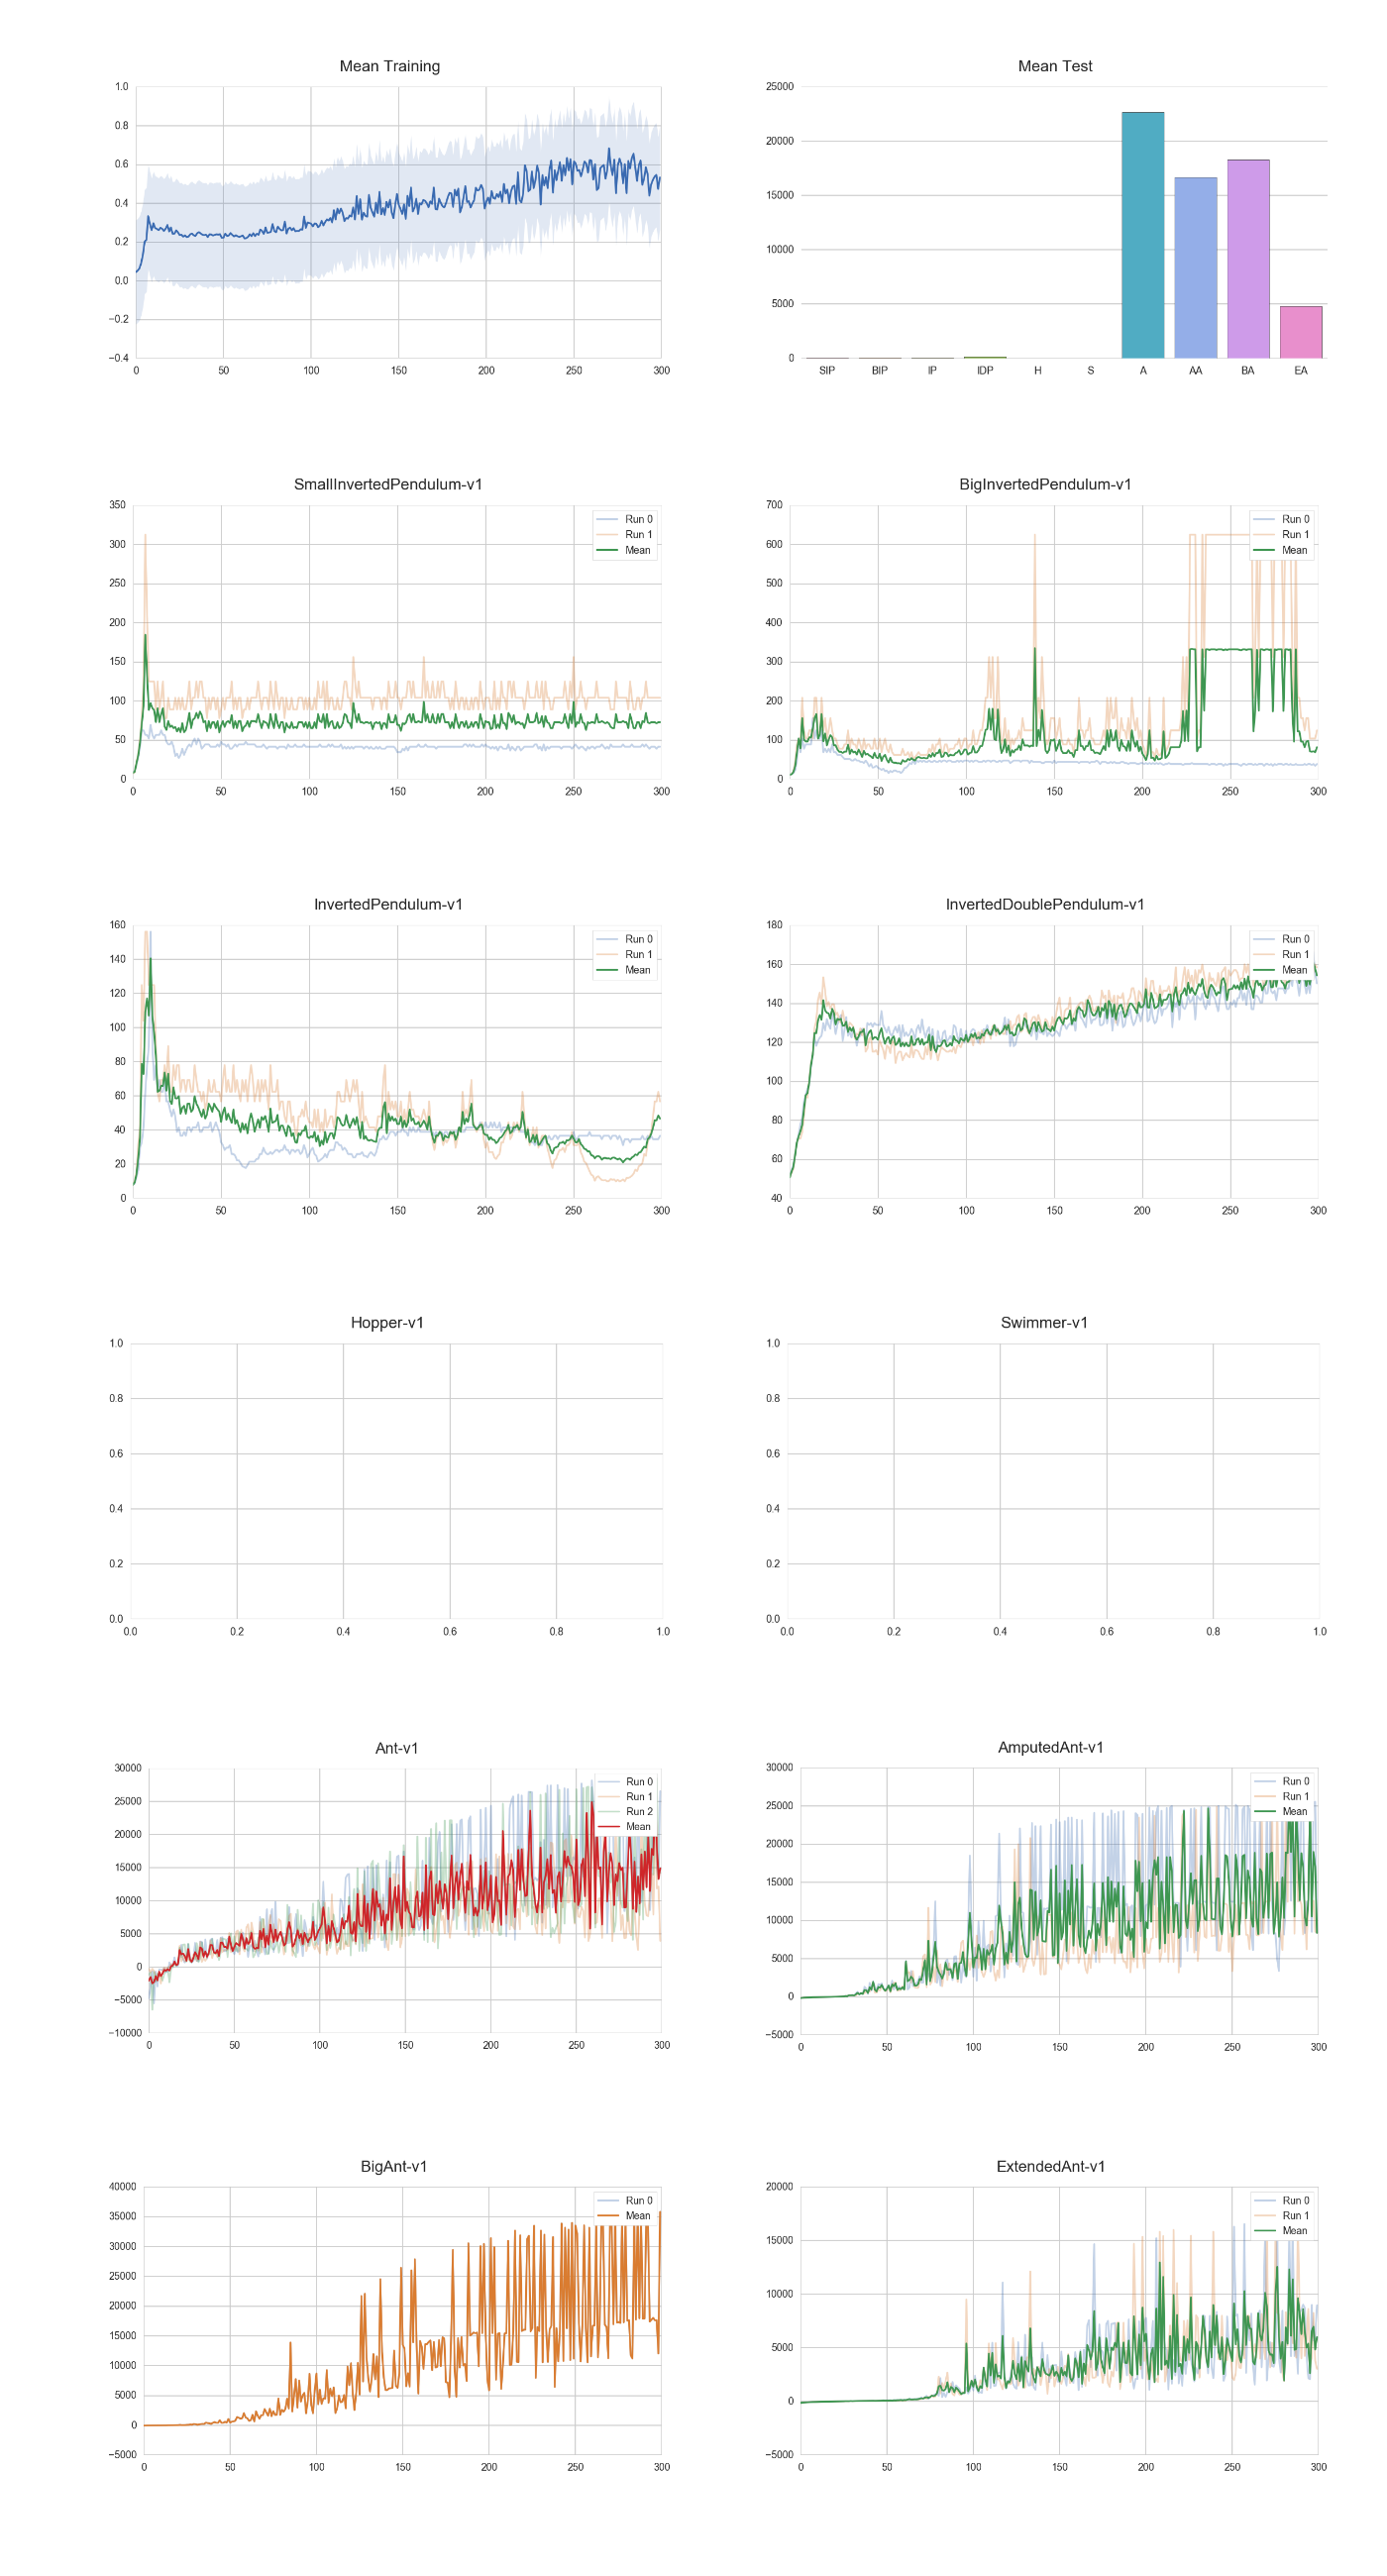 Mean Training
1.0
0.8
0.6
0.4
0.2
0.0
−0.2
−0.4
0 50 100 150 200 250 300
Mean Test
25000
20000
15000
10000
5000
0
SIP BIP IP IDP H S A AA BA EA
SmallInvertedPendulum-v1
350
300
250
200
150
100
50
0
0 50 100 150 200 250 300
Run 0
Run 1
Mean
BigInvertedPendulum-v1
700
600
500
400
300
200
100
0
0 50 100 150 200 250 300
Run 0
Run 1
Mean
InvertedPendulum-v1
160
140
120
100
80
60
40
20
0
0 50 100 150 200 250 300
Run 0
Run 1
Mean
InvertedDoublePendulum-v1
180
160
140
120
100
80
60
40
0 50 100 150 200 250 300
Run 0
Run 1
Mean
Hopper-v1
1.0
0.8
0.6
0.4
0.2
0.0
0.0 0.2 0.4 0.6 0.8 1.0
Swimmer-v1
1.0
0.8
0.6
0.4
0.2
0.0
0.0 0.2 0.4 0.6 0.8 1.0
Ant-v1
30000
25000
20000
15000
10000
5000
0
−5000
−10000
0 50 100 150 200 250 300
Run 0
Run 1
Run 2
Mean
AmputedAnt-v1
30000
25000
20000
15000
10000
5000
0
−5000
0 50 100 150 200 250 300
Run 0
Run 1
Mean
BigAnt-v1
40000
35000
30000
25000
20000
15000
10000
5000
0
−5000
0 50 100 150 200 250 300
Run 0
Mean
ExtendedAnt-v1
20000
15000
10000
5000
0
−5000
0 50 100 150 200 250 300
Run 0
Run 1
Mean